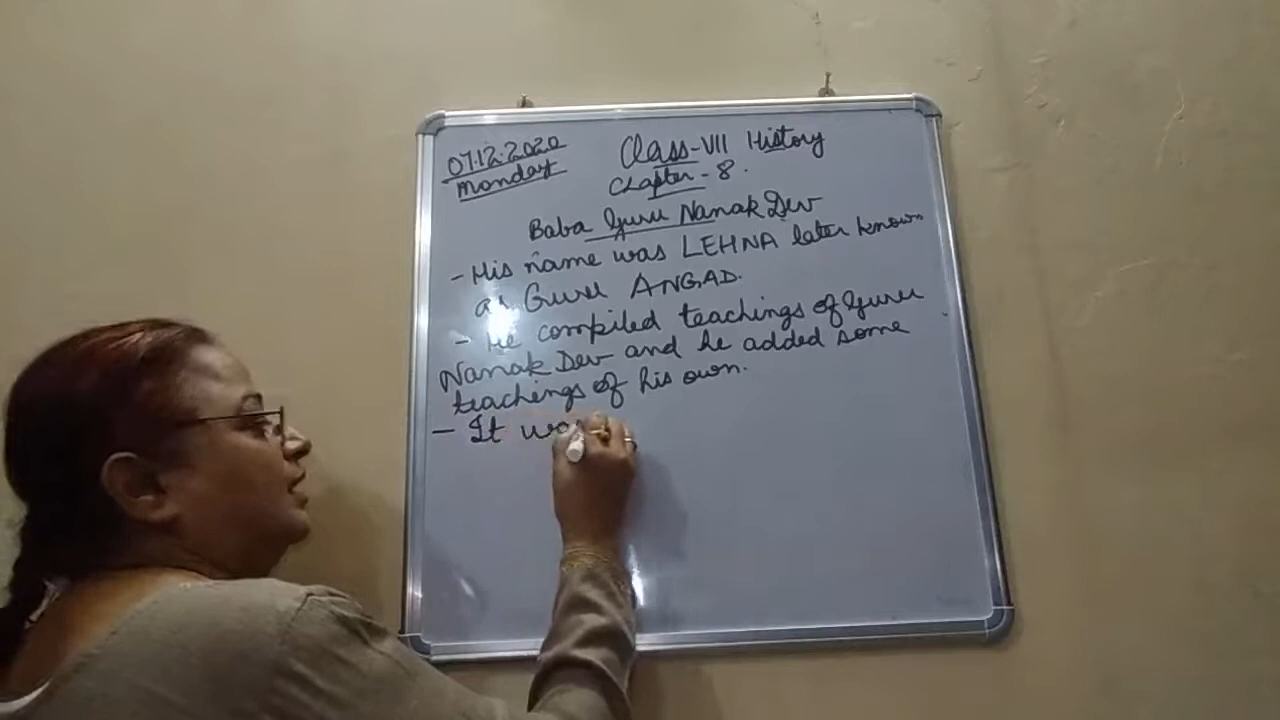 07.12.2020
Monday
Class-VII History
Chapter-8.
Baba Guru Nanak Dev
- His name was LEHNA later known
as Guru ANGAD.
- He compiled teachings of Guru
Nanak Dev and he added some
teachings of his own.
- It was